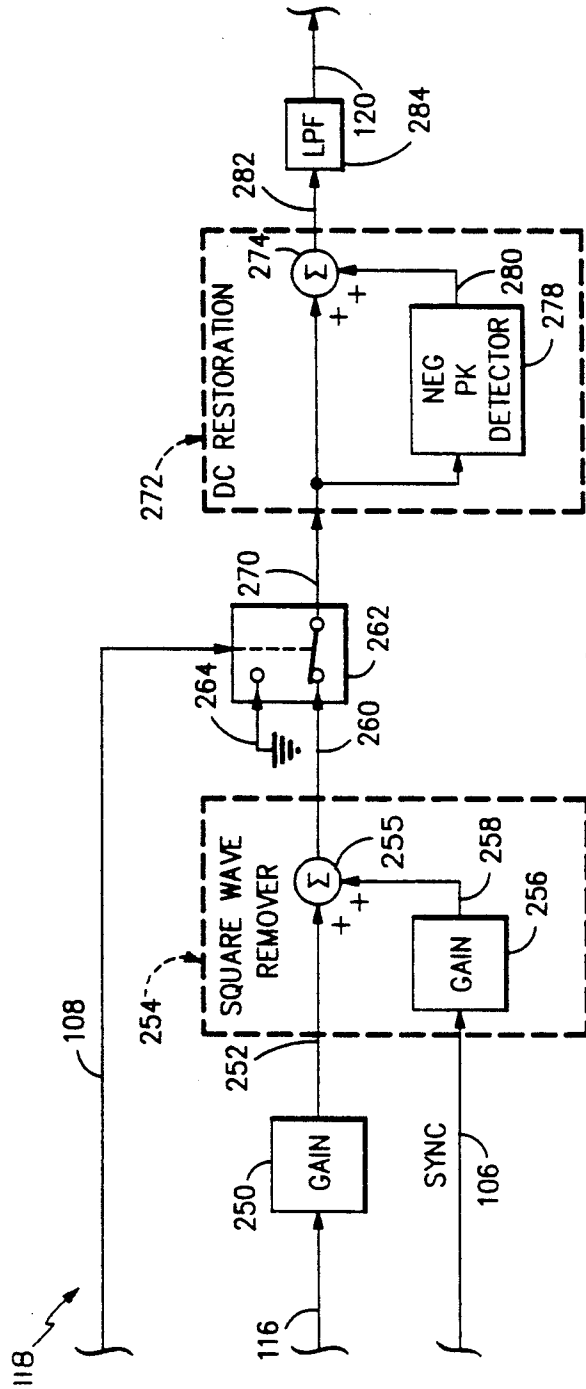 118
108
116
250
GAIN
SYNC
106
252
254
SQUARE WAVE
REMOVER
Σ
+
+
255
258
GAIN
256
260
264
262
270
272
DC RESTORATION
Σ
274
+
+
NEG
PK
DETECTOR
280
278
282
LPF
120
284